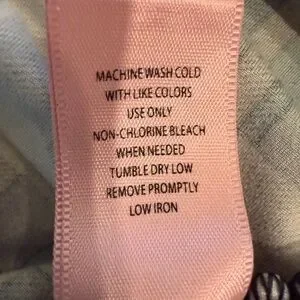 MACHINE WASH COLD
WITH LIKE COLORS
USE ONLY
NON-CHLORINE BLEACH
WHEN NEEDED
TUMBLE DRY LOW
REMOVE PROMPTLY
LOW IRON